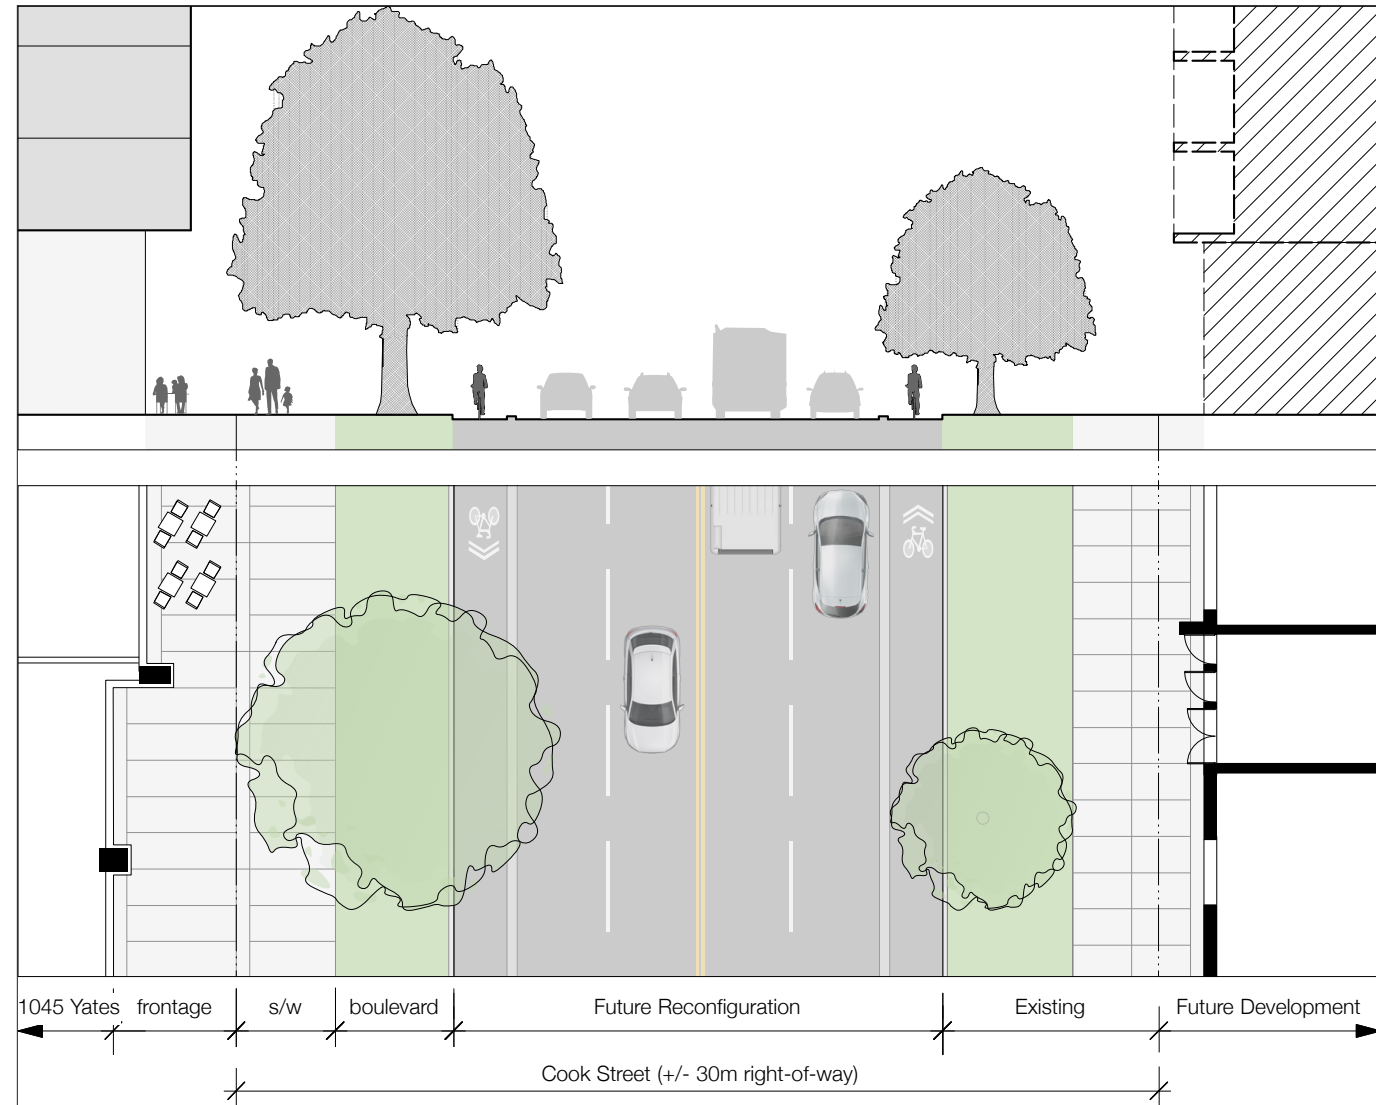 1045 Yates frontage s/w boulevard Future Reconfiguration Existing Future Development
Cook Street (+/- 30m right-of-way)